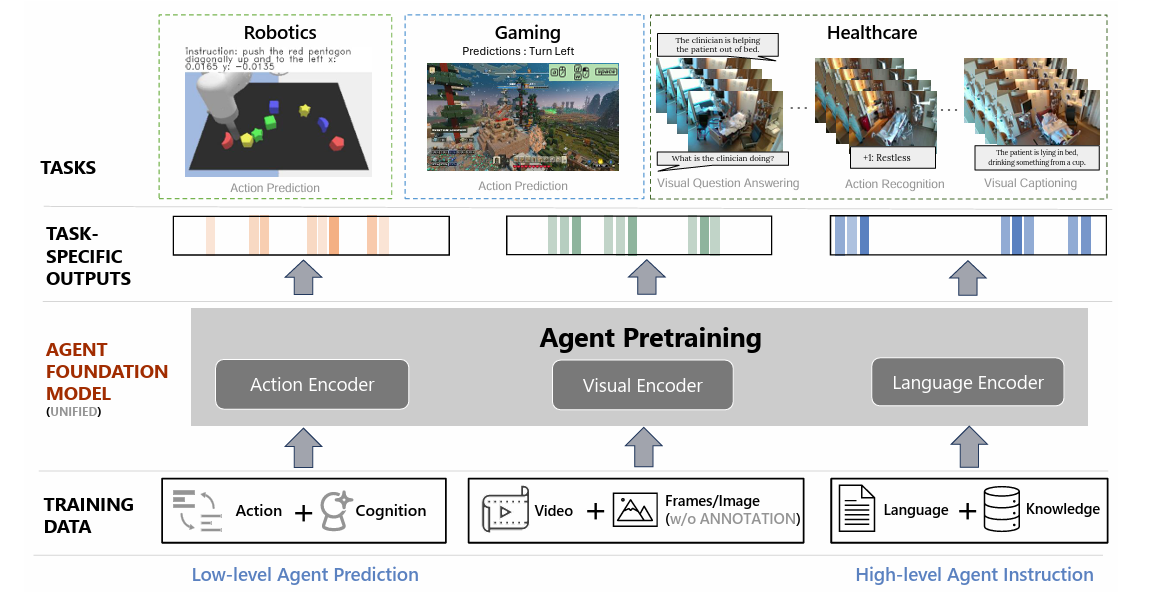 Robotics
Instruction: push the red pentagon
diagonally up and to the left x:
0.0165 y: -0.0135
Action Prediction
Gaming
Predictions : Turn Left
space
Action Prediction
Healthcare
The clinician is helping
the patient out of bed.
What is the clinician doing?
Visual Question Answering
...
+1: Restless
Action Recognition
...
The patient is lying in bed,
drinking something from a cup.
Visual Captioning
TASKS
TASK-
SPECIFIC
OUTPUTS
AGENT
FOUNDATION
MODEL
(UNIFIED)
Agent Pretraining
Action Encoder
Visual Encoder
Language Encoder
TRAINING
DATA
Action + Cognition
Video + Frames/Image
(w/o ANNOTATION)
Language + Knowledge
Low-level Agent Prediction
High-level Agent Instruction